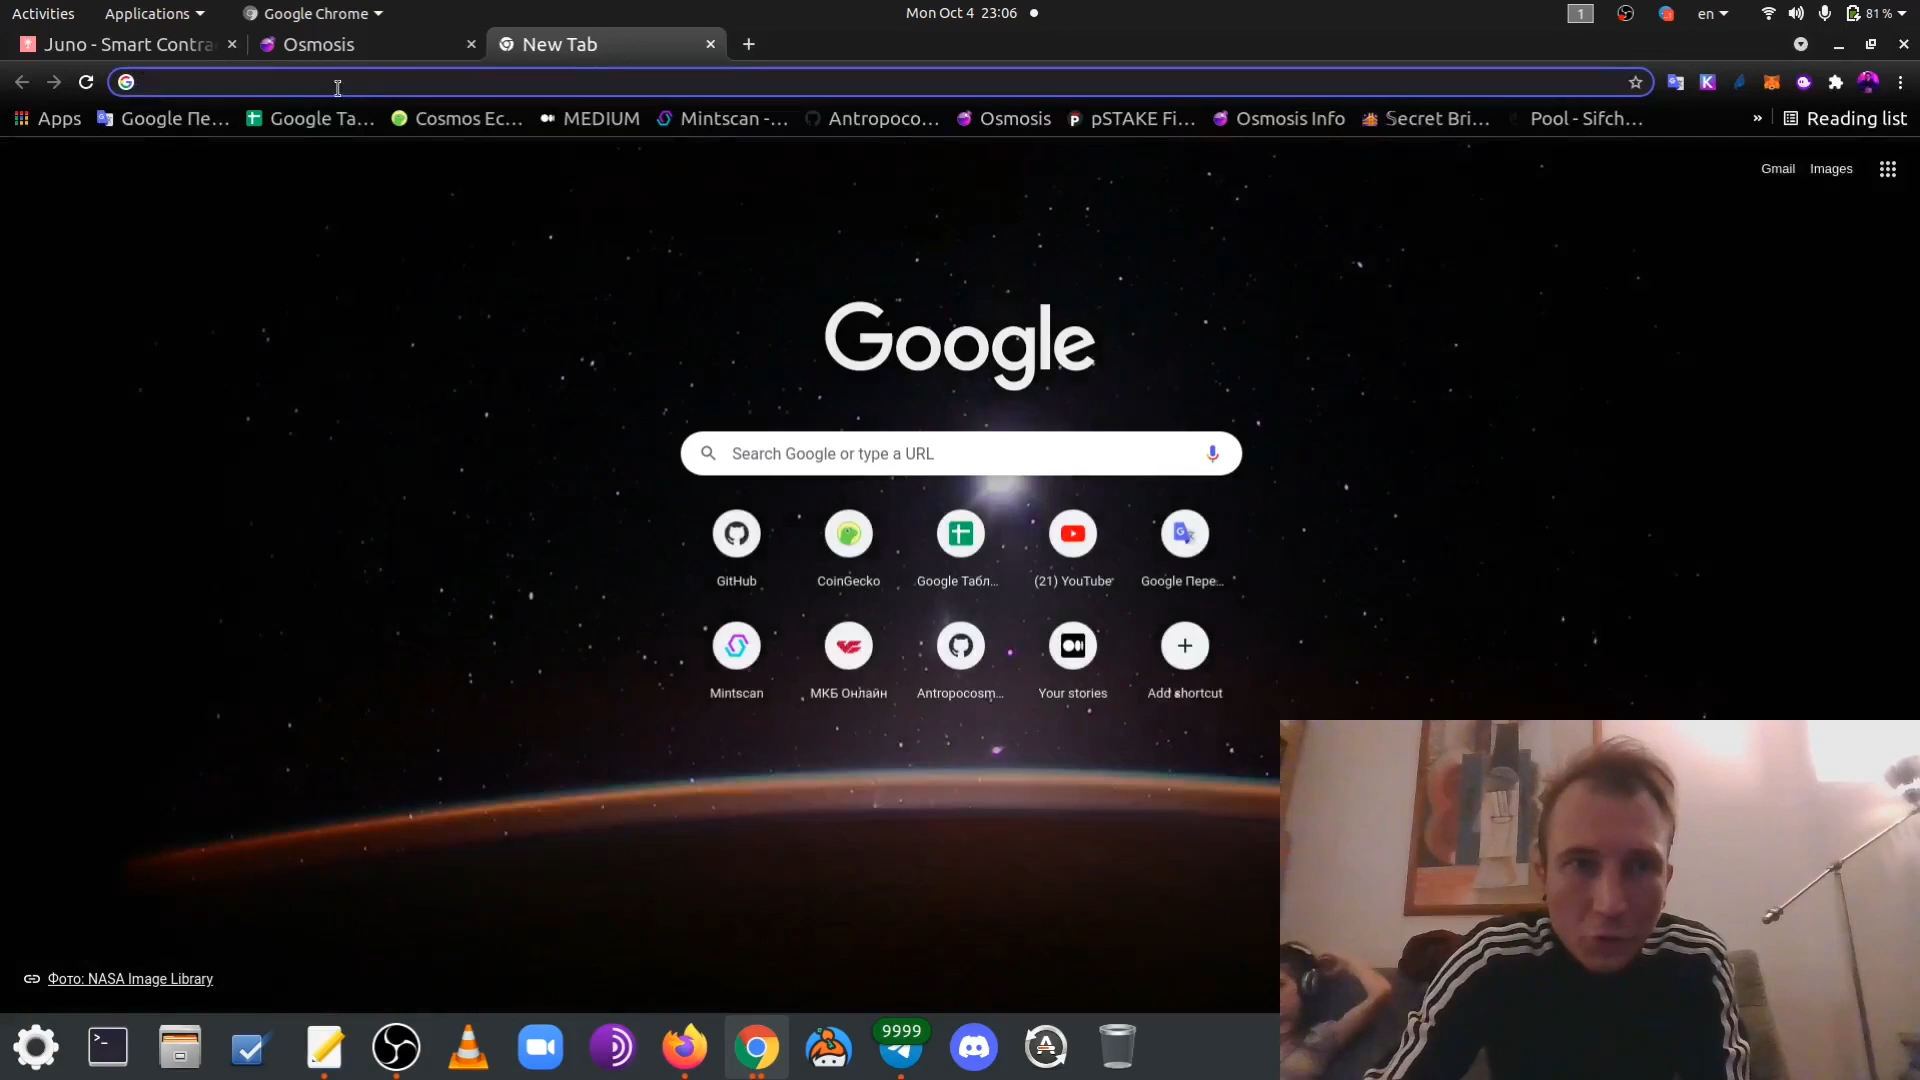 Activities Applications Google Chrome Mon Oct 4 23:06 1 en 81 %
Juno - Smart Contra Osmosis New Tab
Apps Google Пе... Google Та... Cosmos Ec... MEDIUM Mintscan -... Antropoco... Osmosis pSTAKE Fi... Osmosis Info Secret Bri... Pool - Sifch... » Reading list
Gmail Images
Google
Search Google or type a URL
GitHub CoinGecko Google Табл... (21) YouTube Google Пере...
Mintscan МКБ Онлайн Antropocosm... Your stories Add shortcut
Фото: NASA Image Library
9999